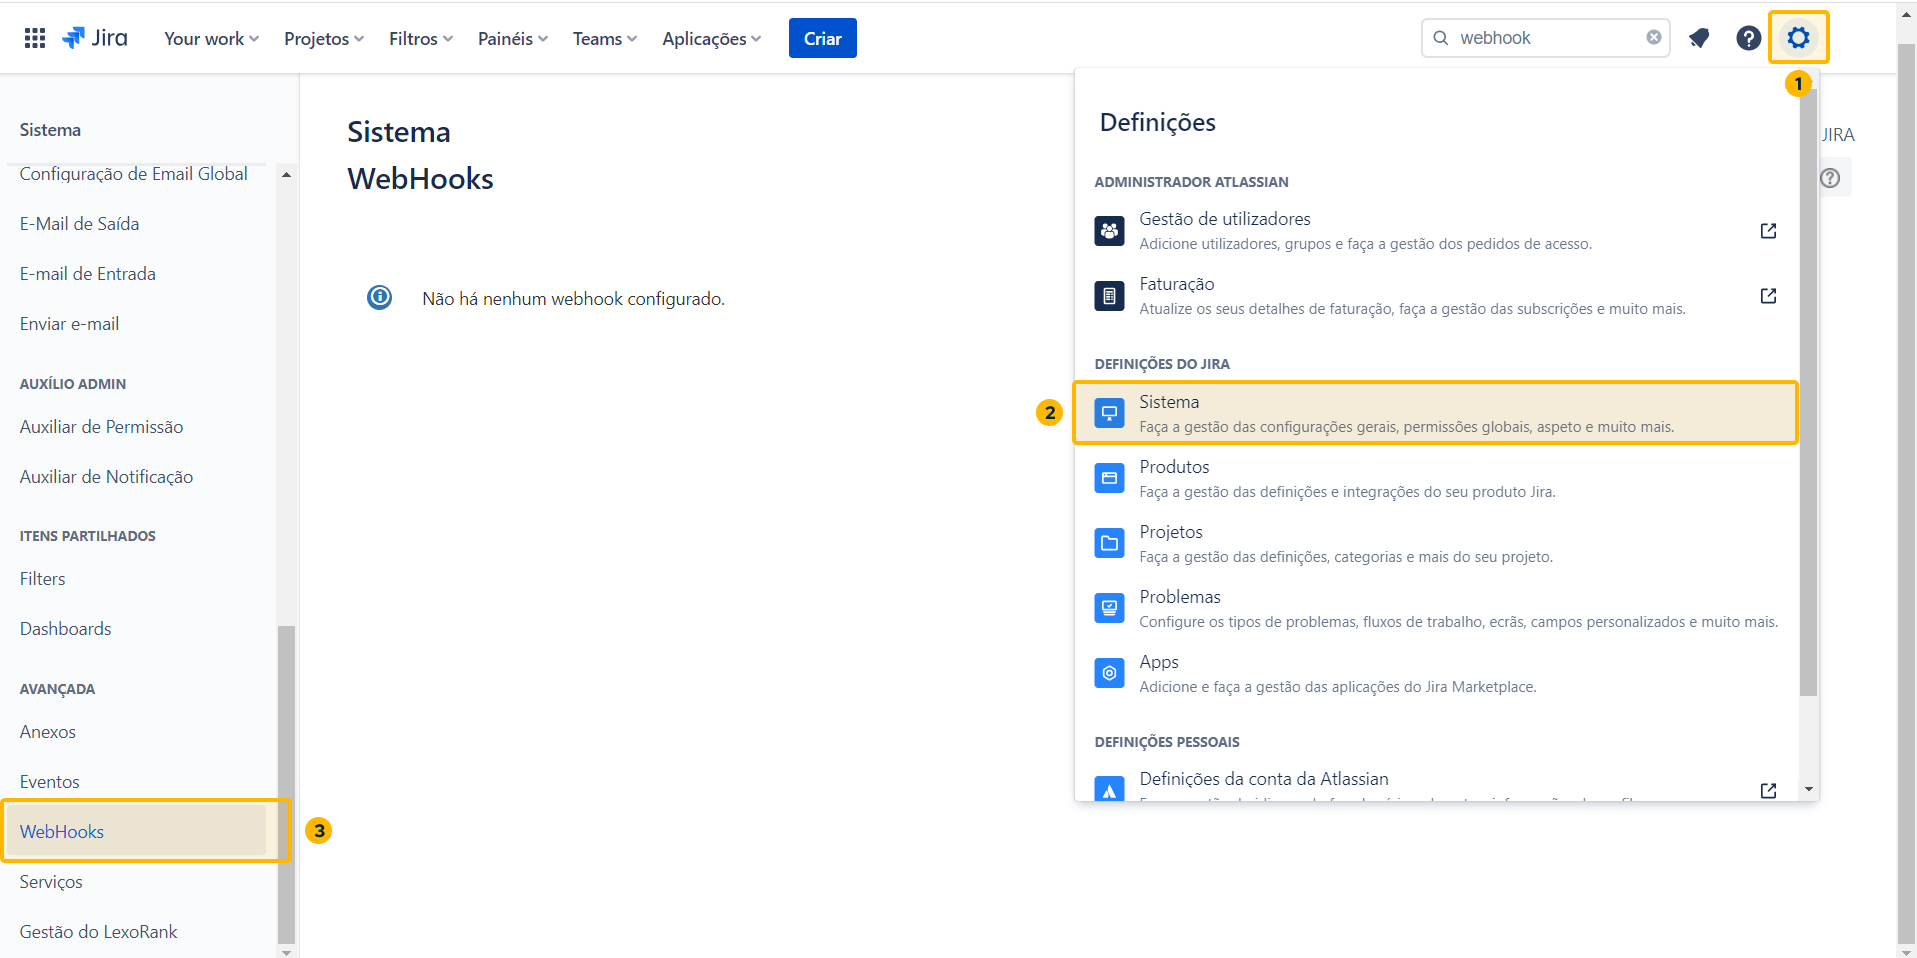 Jira
Your work
Projetos
Filtros
Painéis
Teams
Aplicações
Criar
webhook
1
Sistema
Configuração de Email Global
E-Mail de Saída
E-mail de Entrada
Enviar e-mail
AUXÍLIO ADMIN
Auxiliar de Permissão
Auxiliar de Notificação
ITENS PARTILHADOS
Filters
Dashboards
AVANÇADA
Anexos
Eventos
WebHooks
3
Serviços
Gestão do LexoRank
Sistema
WebHooks
Não há nenhum webhook configurado.
JIRA
Definições
ADMINISTRADOR ATLASSIAN
Gestão de utilizadores
Adicione utilizadores, grupos e faça a gestão dos pedidos de acesso.
Faturação
Atualize os seus detalhes de faturação, faça a gestão das subscrições e muito mais.
DEFINIÇÕES DO JIRA
2
Sistema
Faça a gestão das configurações gerais, permissões globais, aspeto e muito mais.
Produtos
Faça a gestão das definições e integrações do seu produto Jira.
Projetos
Faça a gestão das definições, categorias e mais do seu projeto.
Problemas
Configure os tipos de problemas, fluxos de trabalho, ecrãs, campos personalizados e muito mais.
Apps
Adicione e faça a gestão das aplicações do Jira Marketplace.
DEFINIÇÕES PESSOAIS
Definições da conta da Atlassian